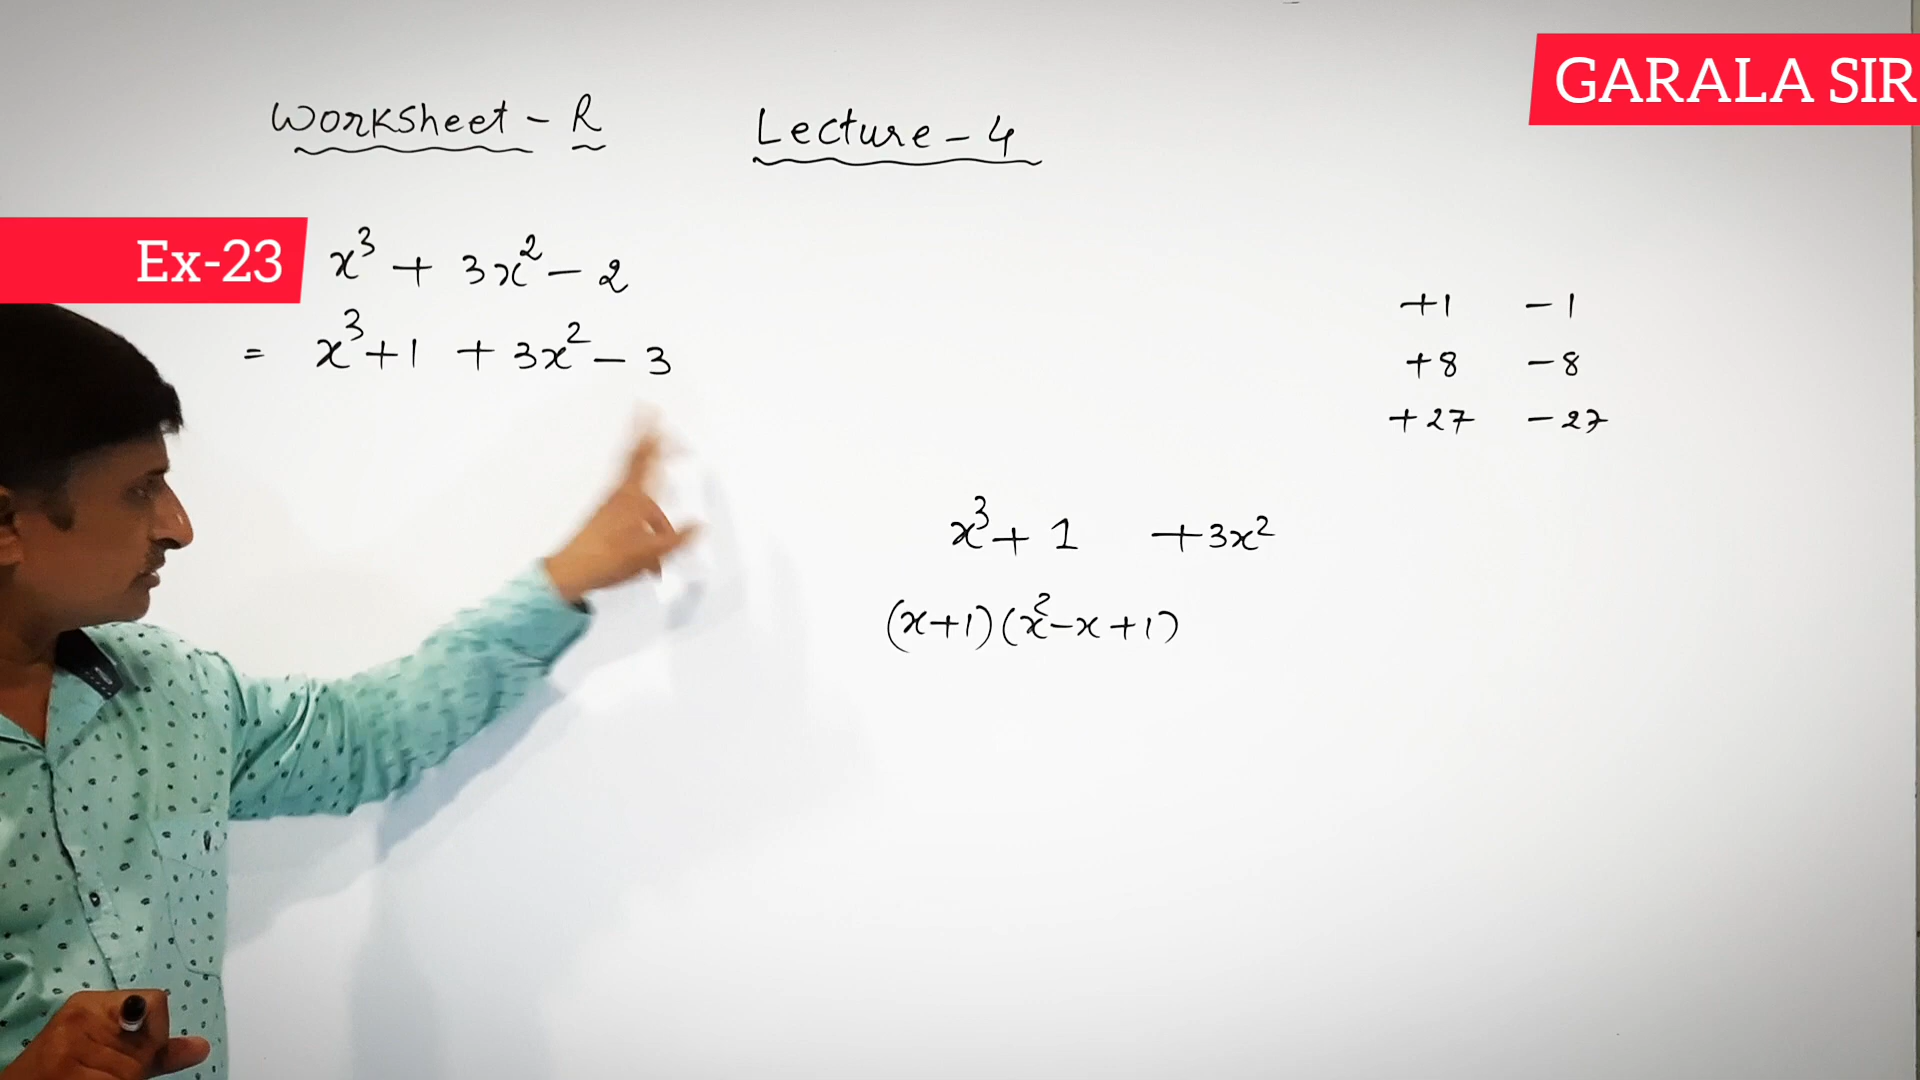 GARALA SIR
Worksheet - R Lecture - 4
Ex-23 x³ + 3x² - 2
= x³+1 + 3x² - 3
+1 -1
+8 -8
+27 -27
x³ + 1 +3x²
(x+1)(x²-x+1)